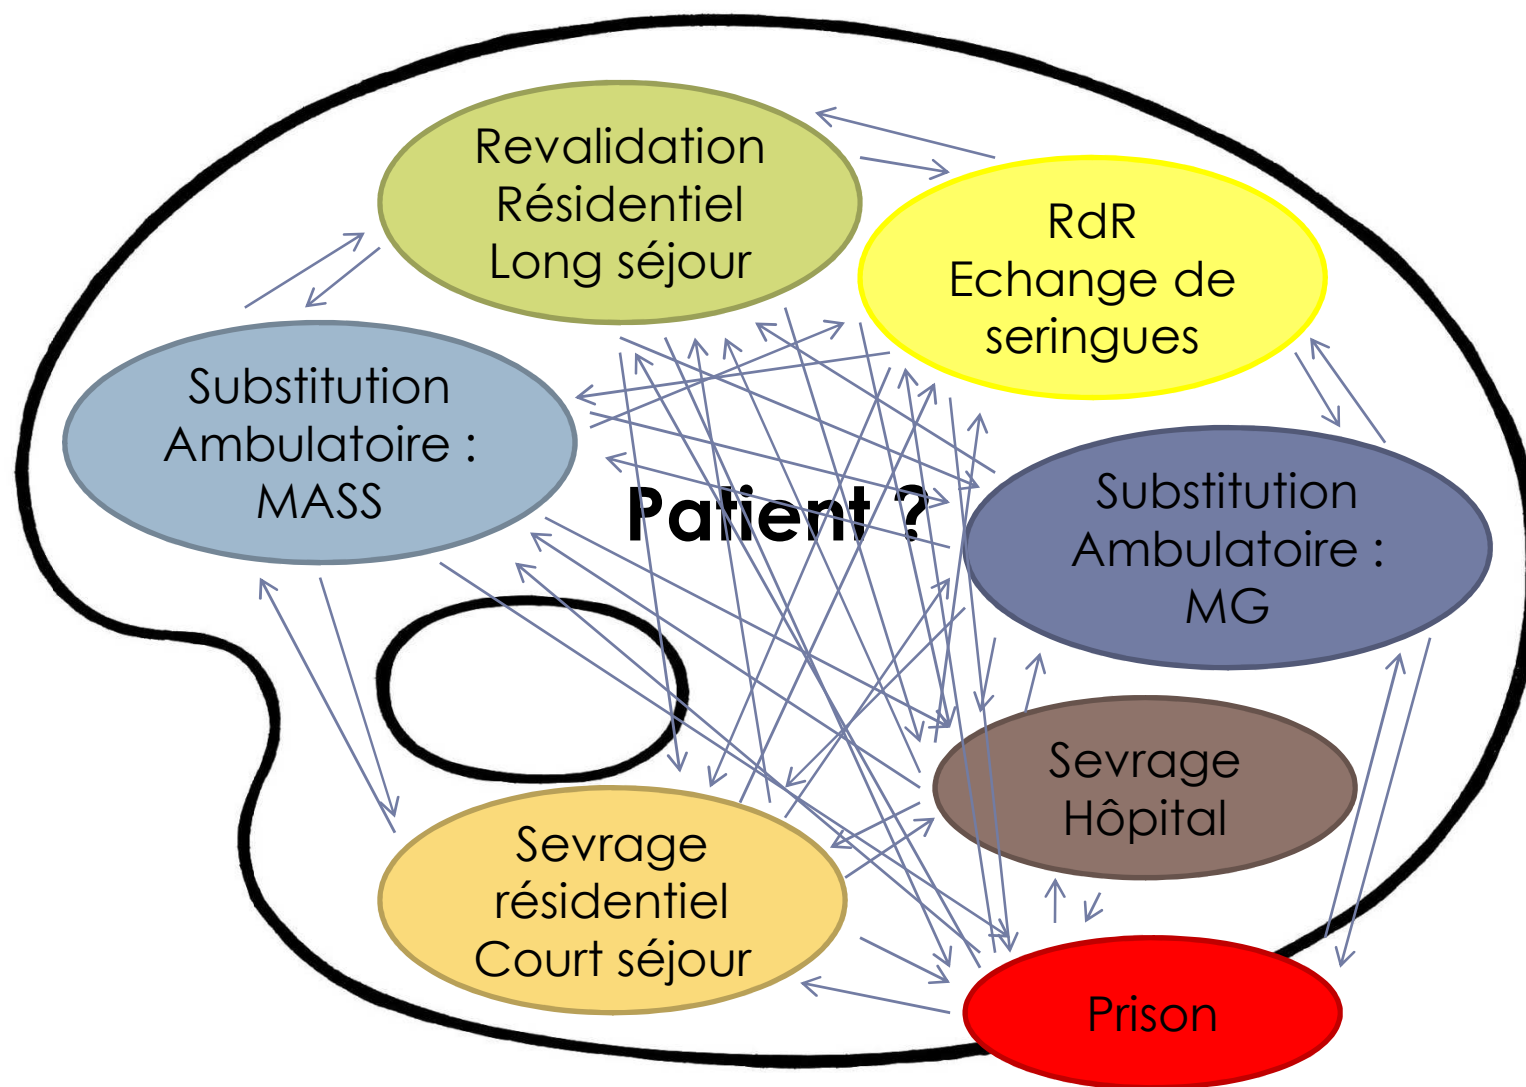 Revalidation
Résidentiel
Long séjour
RdR
Echange de
seringues
Substitution
Ambulatoire :
MASS
Patient ?
Substitution
Ambulatoire :
MG
Sevrage
Hôpital
Sevrage
résidentiel
Court séjour
Prison